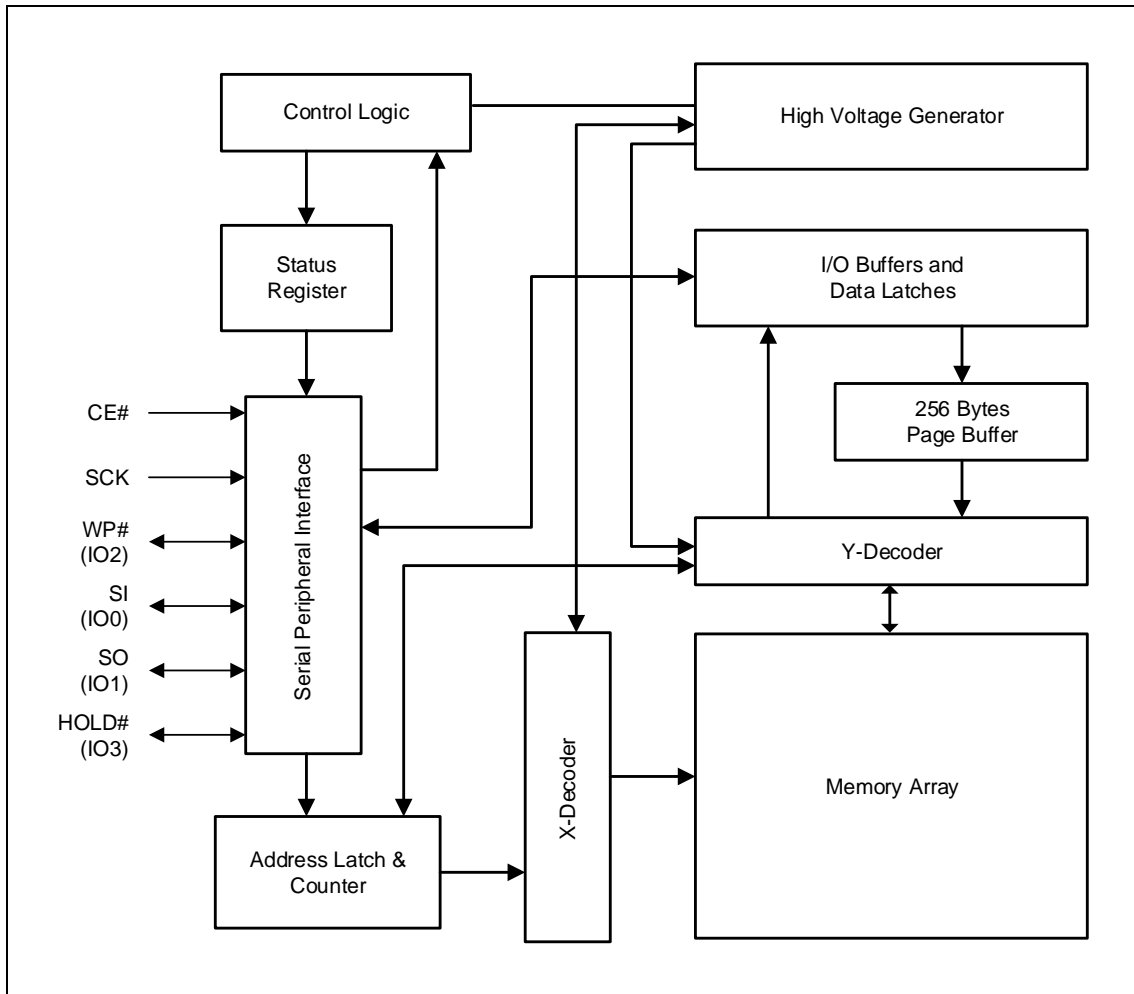 Control Logic
High Voltage Generator
Status
Register
I/O Buffers and
Data Latches
256 Bytes
Page Buffer
CE#
SCK
WP#
(IO2)
SI
(IO0)
SO
(IO1)
HOLD#
(IO3)
Serial Peripheral Interface
Y-Decoder
X-Decoder
Memory Array
Address Latch &
Counter